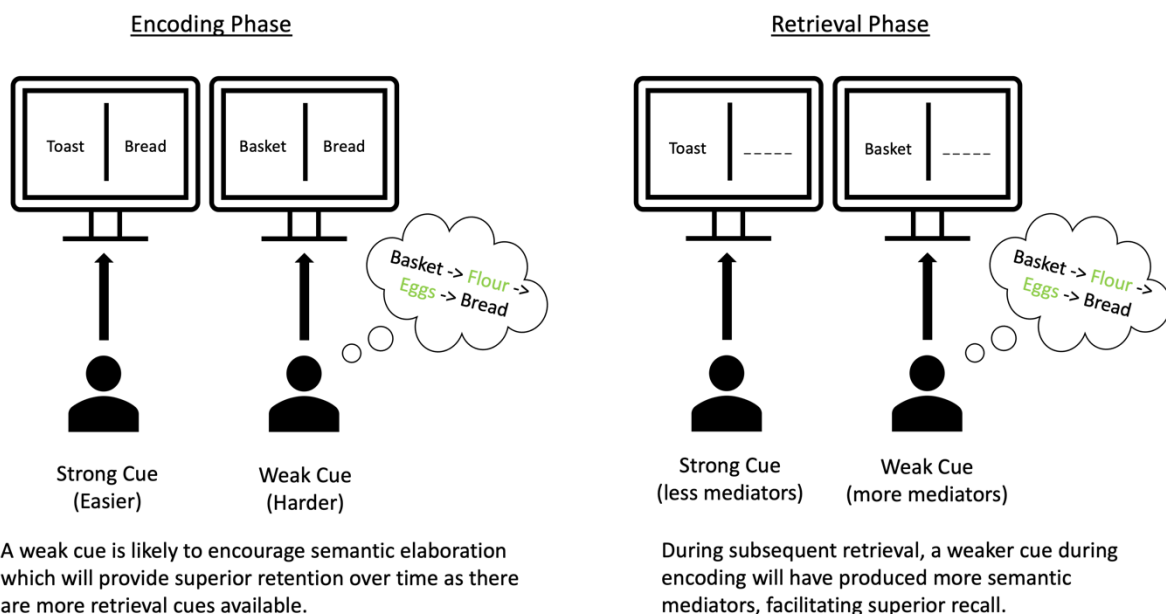 Encoding Phase
Toast
Bread
Basket
Bread
Basket -> Flour ->
Eggs -> Bread
Strong Cue
(Easier)
Weak Cue
(Harder)
A weak cue is likely to encourage semantic elaboration
which will provide superior retention over time as there
are more retrieval cues available.
Retrieval Phase
Toast
_ _ _ _ _
Basket
_ _ _ _ _
Basket -> Flour ->
Eggs -> Bread
Strong Cue
(less mediators)
Weak Cue
(more mediators)
During subsequent retrieval, a weaker cue during
encoding will have produced more semantic
mediators, facilitating superior recall.